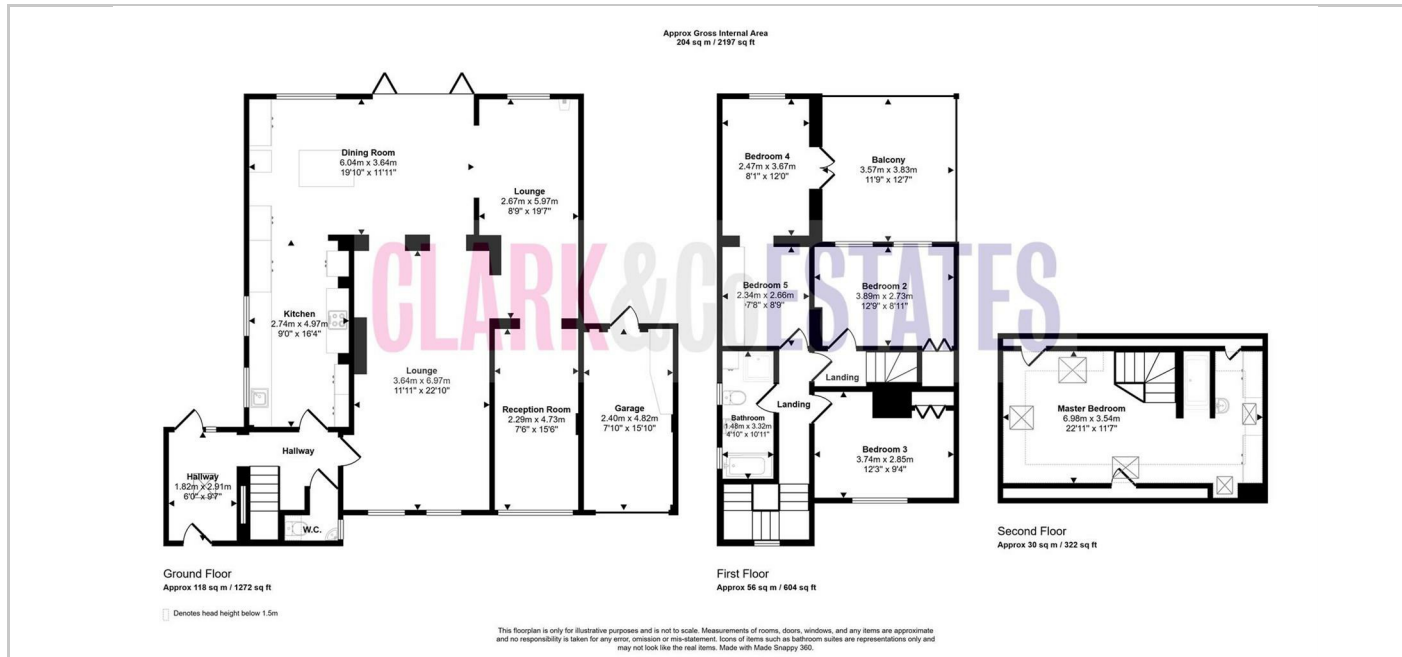 Approx Gross Internal Area
204 sq m / 2197 sq ft
Dining Room
6.04m x 3.64m
19'10" x 11'11"
Lounge
2.67m x 5.97m
8'9" x 19'7"
Kitchen
2.74m x 4.97m
9'0" x 16'4"
Lounge
3.64m x 6.97m
11'11" x 22'10"
Reception Room
2.29m x 4.73m
7'6" x 15'6"
Garage
2.40m x 4.82m
7'10" x 15'10"
Hallway
Hallway
1.82m x 2.91m
6'0" x 9'7"
W.C.
Ground Floor
Approx 118 sq m / 1272 sq ft
Denotes head height below 1.5m
Bedroom 4
2.47m x 3.67m
8'1" x 12'0"
Balcony
3.57m x 3.83m
11'9" x 12'7"
Bedroom 5
2.34m x 2.66m
7'8" x 8'9"
Bedroom 2
3.89m x 2.73m
12'9" x 8'11"
Landing
Landing
Bathroom
1.48m x 3.32m
4'10" x 10'11"
Bedroom 3
3.74m x 2.85m
12'3" x 9'4"
First Floor
Approx 56 sq m / 604 sq ft
Master Bedroom
6.98m x 3.54m
22'11" x 11'7"
Second Floor
Approx 30 sq m / 322 sq ft
CLARK&Co ESTATES
This floorplan is only for illustrative purposes and is not to scale. Measurements of rooms, doors, windows, and any items are approximate
and no responsibility is taken for any error, omission or mis-statement. Icons of items such as bathroom suites are representations only and
may not look like the real items. Made with Made Snappy 360.